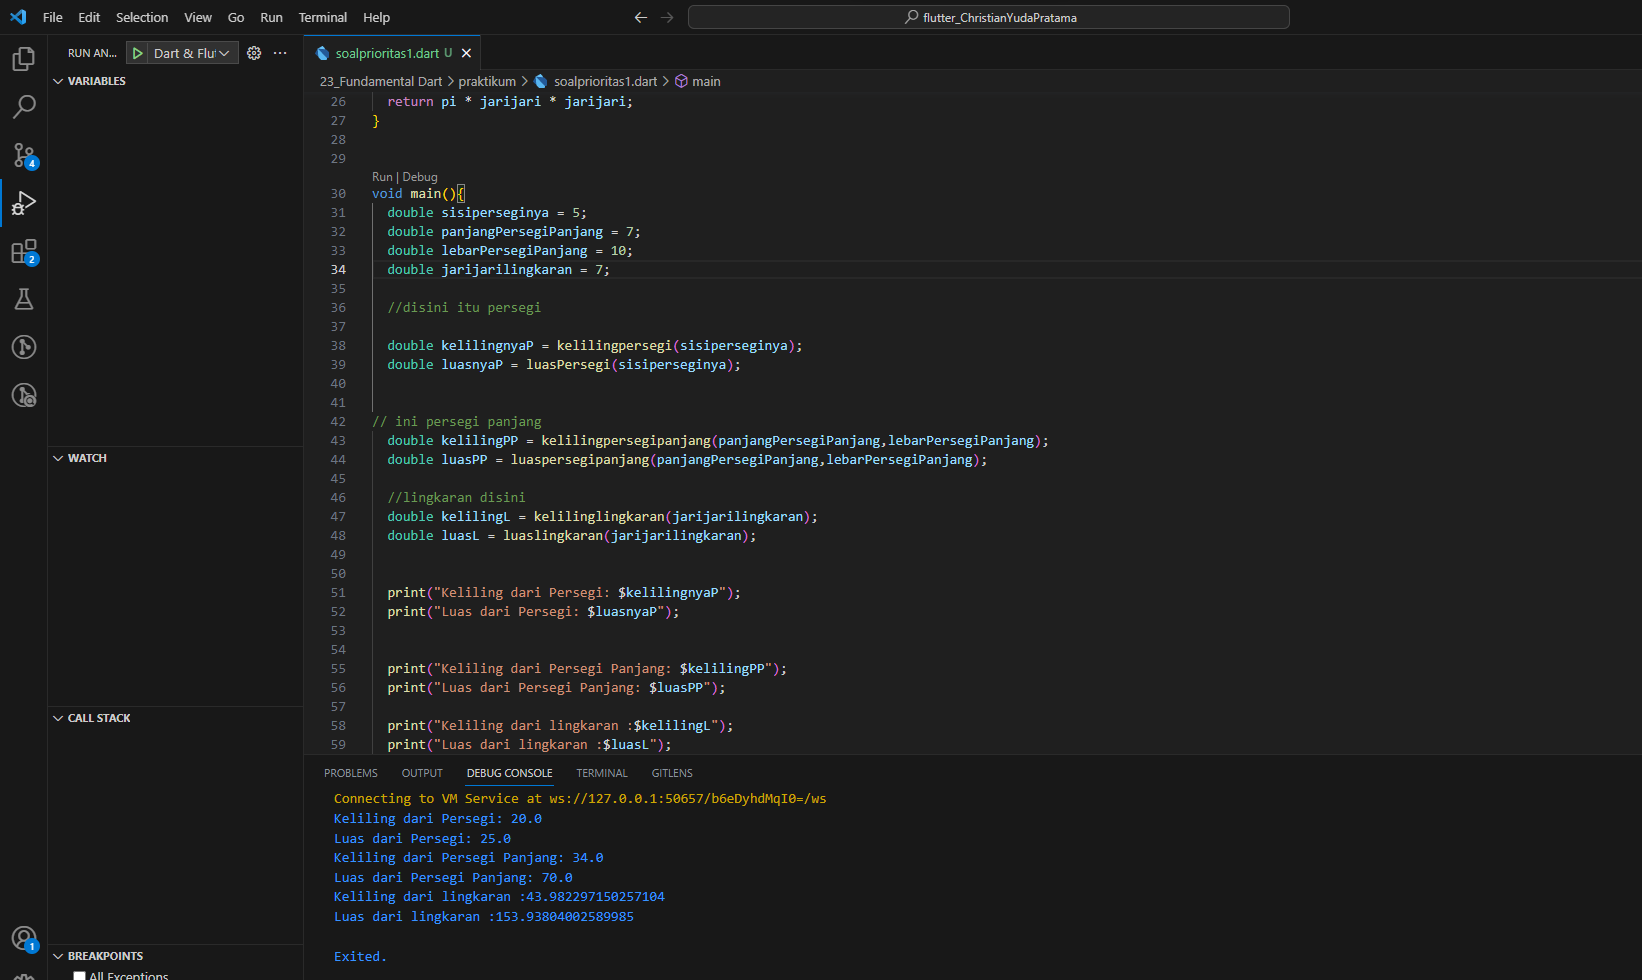 File Edit Selection View Go Run Terminal Help
flutter_ChristianYudaPratama
RUN AN... Dart & Flut
soalprioritas1.dart U
VARIABLES
23_Fundamental Dart > praktikum > soalprioritas1.dart > main
26 return pi * jarijari * jarijari;
27 }
28
29
Run | Debug
30 void main(){
31 double sisiperseginya = 5;
32 double panjangPersegiPanjang = 7;
33 double lebarPersegiPanjang = 10;
34 double jarijarilingkaran = 7;
35
36 //disini itu persegi
37
38 double kelilingnyaP = kelilingpersegi(sisiperseginya);
39 double luasnyaP = luasPersegi(sisiperseginya);
40
41
42 // ini persegi panjang
43 double kelilingPP = kelilingpersegipanjang(panjangPersegiPanjang,lebarPersegiPanjang);
44 double luasPP = luaspersegipanjang(panjangPersegiPanjang,lebarPersegiPanjang);
45
46 //lingkaran disini
47 double kelilingL = kelilinglingkaran(jarijarilingkaran);
48 double luasL = luaslingkaran(jarijarilingkaran);
49
50
51 print("Keliling dari Persegi: $kelilingnyaP");
52 print("Luas dari Persegi: $luasnyaP");
53
54
55 print("Keliling dari Persegi Panjang: $kelilingPP");
56 print("Luas dari Persegi Panjang: $luasPP");
57
58 print("Keliling dari lingkaran :$kelilingL");
59 print("Luas dari lingkaran :$luasL");
4
2
1
WATCH
CALL STACK
BREAKPOINTS
All Exceptions
PROBLEMS OUTPUT DEBUG CONSOLE TERMINAL GITLENS
Connecting to VM Service at ws://127.0.0.1:50657/b6eDyhdMqI0=/ws
Keliling dari Persegi: 20.0
Luas dari Persegi: 25.0
Keliling dari Persegi Panjang: 34.0
Luas dari Persegi Panjang: 70.0
Keliling dari lingkaran :43.982297150257104
Luas dari lingkaran :153.93804002589985
Exited.